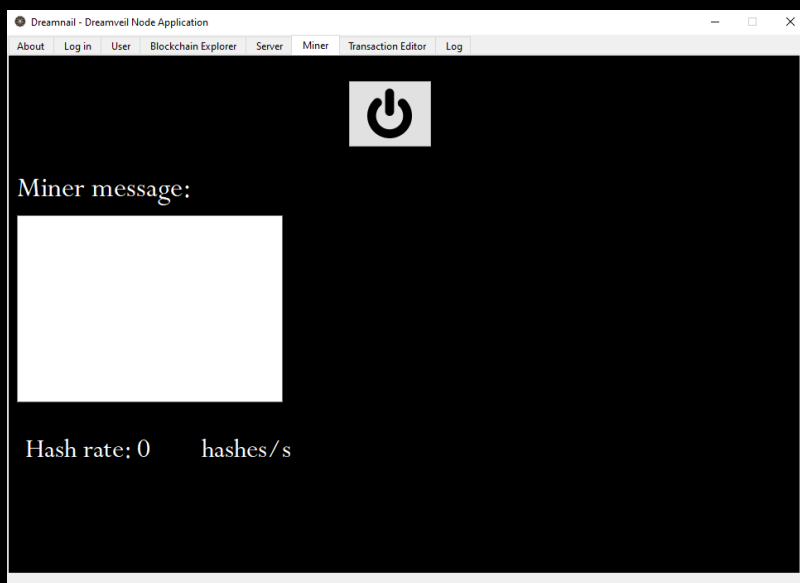 Dreamnail - Dreamveil Node Application
About Log in User Blockchain Explorer Server Miner Transaction Editor Log
Miner message:
Hash rate: 0 hashes/s